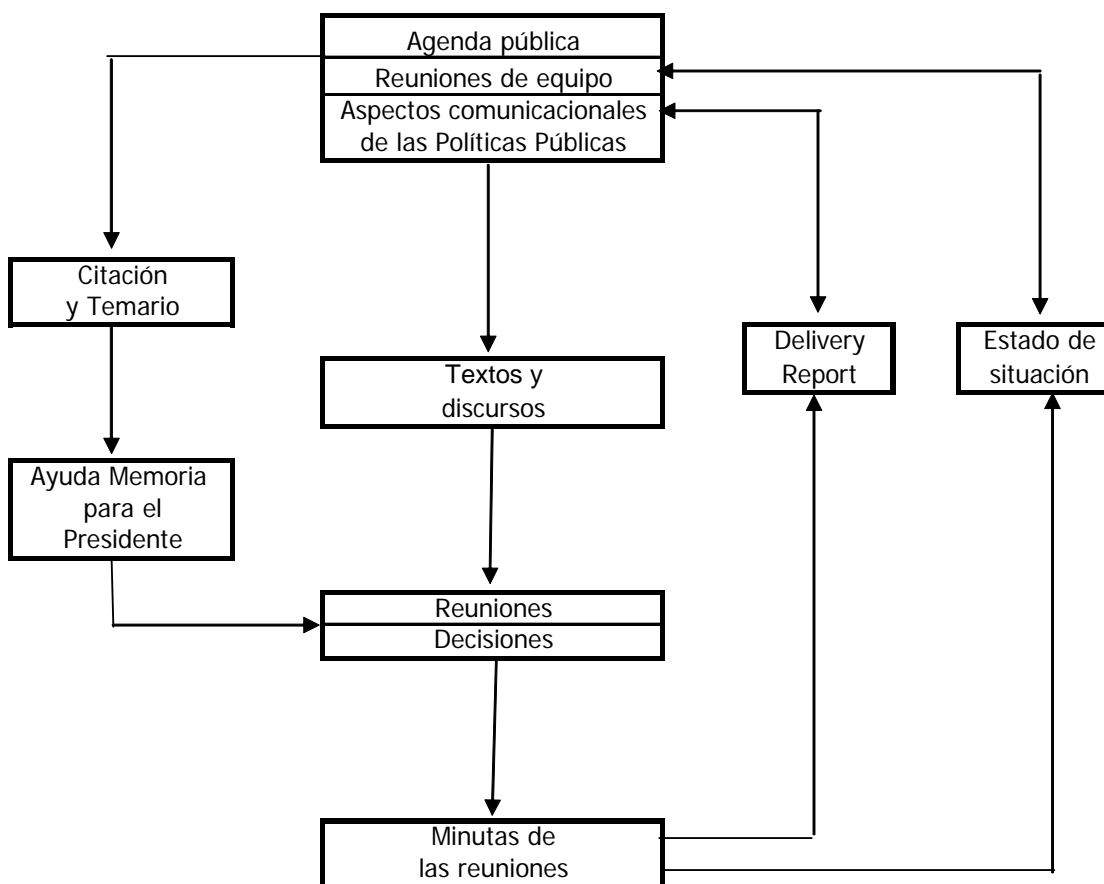 Agenda pública
Reuniones de equipo
Aspectos comunicacionales
de las Políticas Públicas
Citación
y Temario
Delivery
Report
Estado de
situación
Textos y
discursos
Ayuda Memoria
para el
Presidente
Reuniones
Decisiones
Minutas de
las reuniones